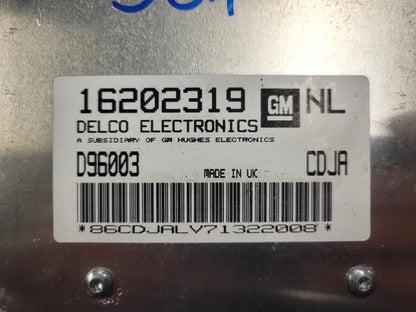 16202319 GM NL
DELCO ELECTRONICS
A SUBSIDIARY OF GM HUGHES ELECTRONICS
D96003 MADE IN UK CDJA
*86CDJALV71322008*